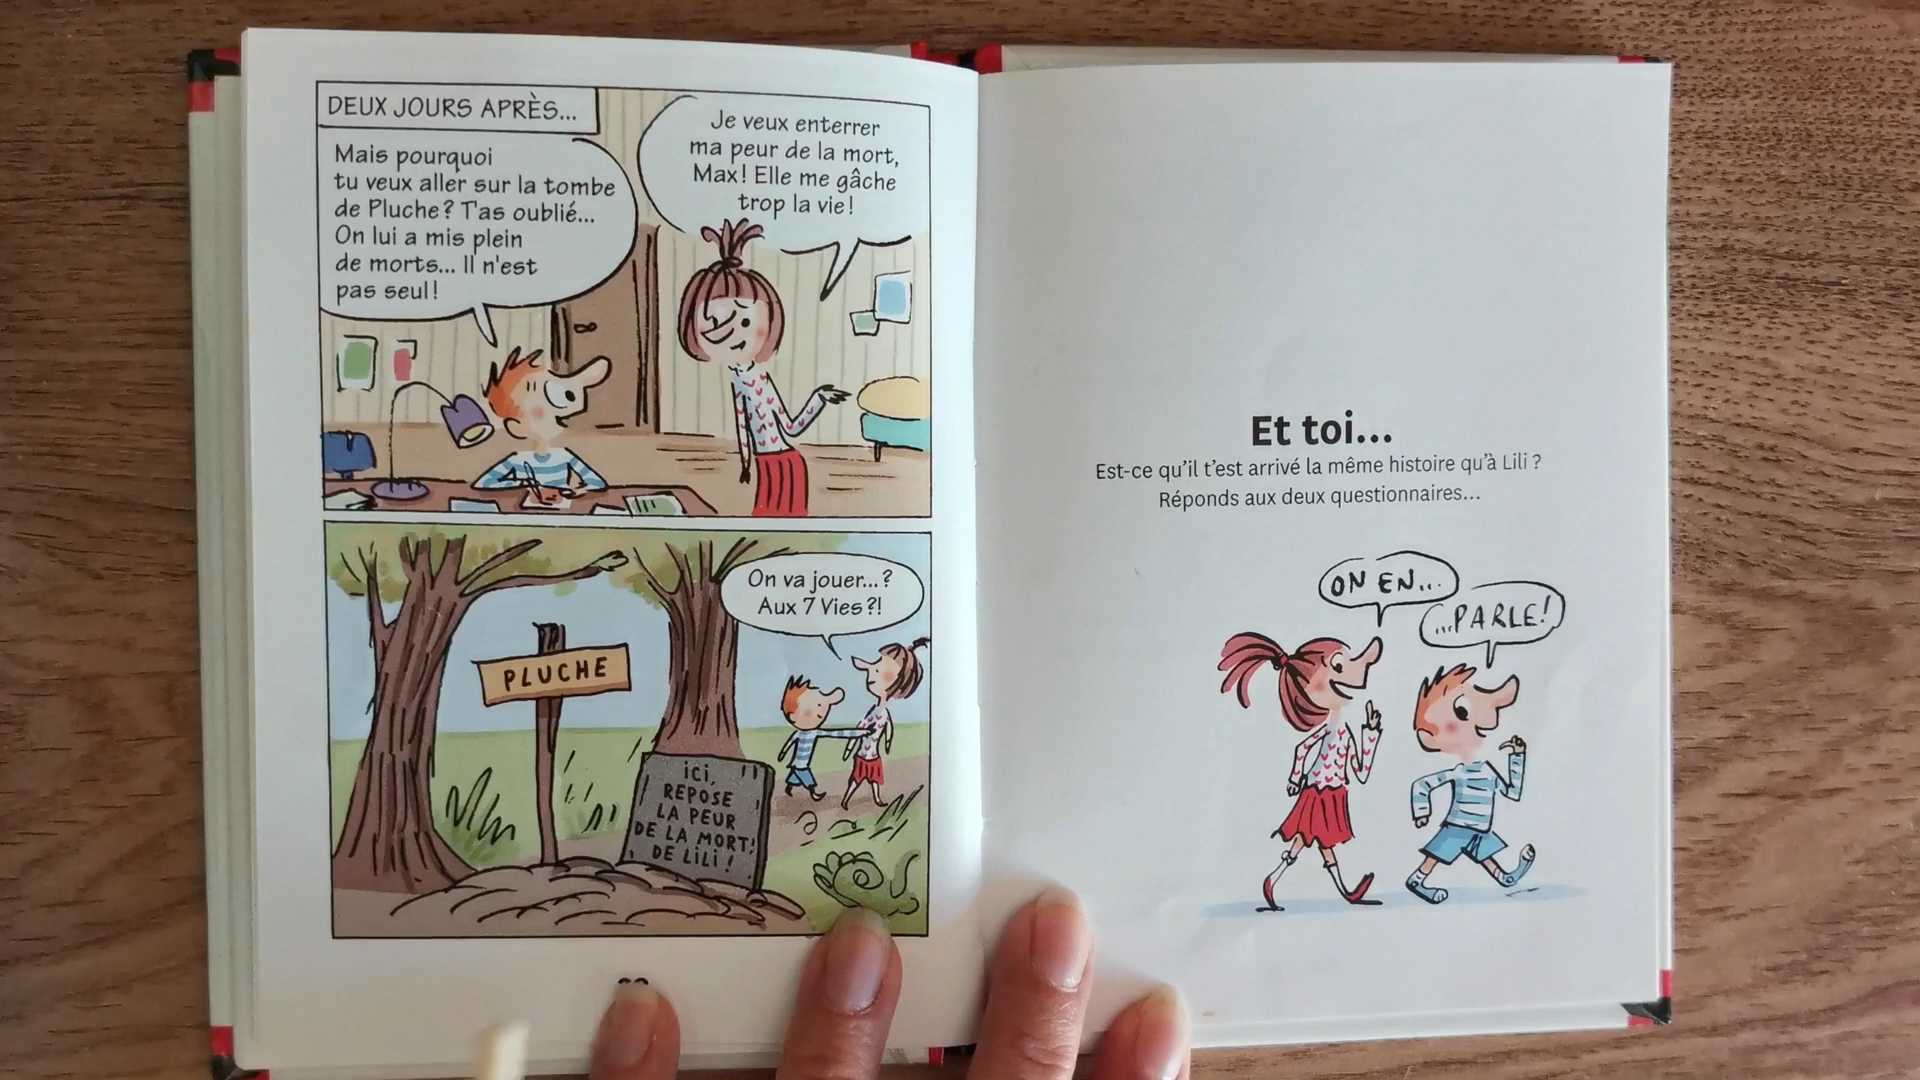 DEUX JOURS APRÈS...
Mais pourquoi
tu veux aller sur la tombe
de Pluche? T'as oublié...
On lui a mis plein
de morts... Il n'est
pas seul!
Je veux enterrer
ma peur de la mort,
Max! Elle me gâche
trop la vie!
On va jouer...?
Aux 7 Vies?!
PLUCHE
ici,
REPOSE
LA PEUR
DE LA MORT!
DE LiLi!
Et toi...
Est-ce qu'il t'est arrivé la même histoire qu'à Lili ?
Réponds aux deux questionnaires...
ON EN...
...PARLE!